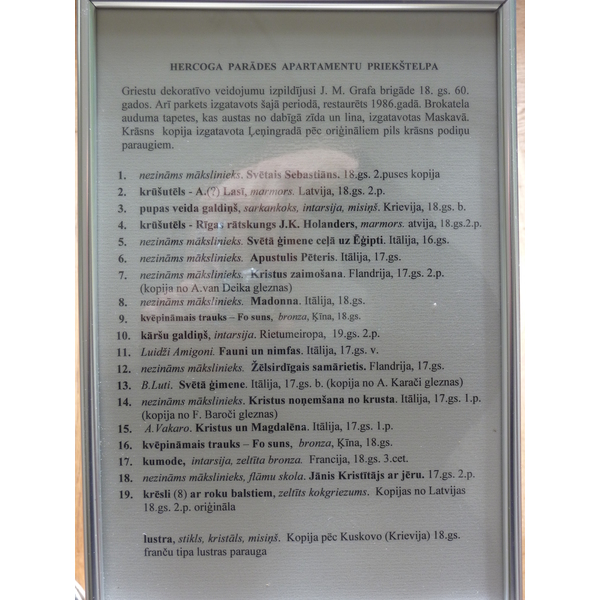 HERCOGA PARĀDES APARTAMENTU PRIEKŠTELPA
Griestu dekoratīvo veidojumu izpildījusi J. M. Grafa brigāde 18. gs. 60.
gados. Arī parkets izgatavots šajā periodā, restaurēts 1986.gadā. Brokatela
auduma tapetes, kas austas no dabīgā zīda un lina, izgatavotas Maskavā.
Krāsns kopija izgatavota Ļeņingradā pēc oriģināliem pils krāsns podiņu
paraugiem.
1. nezināms mākslinieks. Svētais Sebastiāns. 18.gs. 2.puses kopija
2. krūšutēls - A.(?) Lasī, marmors. Latvija, 18.gs. 2.p.
3. pupas veida galdiņš, sarkankoks, intarsija, misiņš. Krievija, 18.gs. b.
4. krūšutēls - Rīgas rātskungs J.K. Holanders, marmors. atvija, 18.gs.2.p.
5. nezināms mākslinieks. Svētā ģimene ceļā uz Ēģipti. Itālija, 16.gs.
6. nezināms mākslinieks. Apustulis Pēteris. Itālija, 17.gs.
7. nezināms mākslinieks. Kristus zaimošana. Flandrija, 17.gs. 2.p.
(kopija no A.van Deika gleznas)
8. nezināms mākslinieks. Madonna. Itālija, 18.gs.
9. kvēpināmais trauks – Fo suns, bronza, Ķīna, 18.gs.
10. kāršu galdiņš, intarsija. Rietumeiropa, 19.gs. 2.p.
11. Luidži Amigoni. Fauni un nimfas. Itālija, 17.gs. v.
12. nezināms mākslinieks. Žēlsirdīgais samārietis. Flandrija, 17.gs.
13. B.Luti. Svētā ģimene. Itālija, 17.gs. b. (kopija no A. Karači gleznas)
14. nezināms mākslinieks. Kristus noņemšana no krusta. Itālija, 17.gs. 1.p.
(kopija no F. Baroči gleznas)
15. A.Vakaro. Kristus un Magdalēna. Itālija, 17.gs. 1.p.
16. kvēpināmais trauks – Fo suns, bronza, Ķīna, 18.gs.
17. kumode, intarsija, zeltīta bronza. Francija, 18.gs. 3.cet.
18. nezināms mākslinieks, flāmu skola. Jānis Kristītājs ar jēru. 17.gs. 2.p.
19. krēsli (8) ar roku balstiem, zeltīts kokgriezums. Kopijas no Latvijas
18.gs. 2.p. oriģināla
lustra, stikls, kristāls, misiņš. Kopija pēc Kuskovo (Krievija) 18.gs.
franču tipa lustras parauga